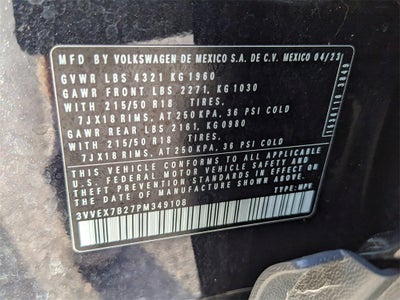 MFD. BY VOLKSWAGEN DE MEXICO S.A. DE C.V. MEXICO 04/23
GVWR LBS 4321 KG 1960
GAWR FRONT LBS 2271, KG 1030
WITH 215/50 R18 TIRES,
7JX18 RIMS, AT 250 KPA, 36 PSI COLD
GAWR REAR LBS 2161, KG 0980
WITH 215/50 R18 TIRES,
7JX18 RIMS, AT 250 KPA, 36 PSI COLD
THIS VEHICLE CONFORMS TO ALL APPLICABLE
U.S. FEDERAL MOTOR VEHICLE SAFETY AND
THEFT PREVENTION STANDARDS IN EFFECT ON THE
DATE OF MANUFACTURE SHOWN ABOVE.
TYPE: MPV
3VVEX7B27PM349108